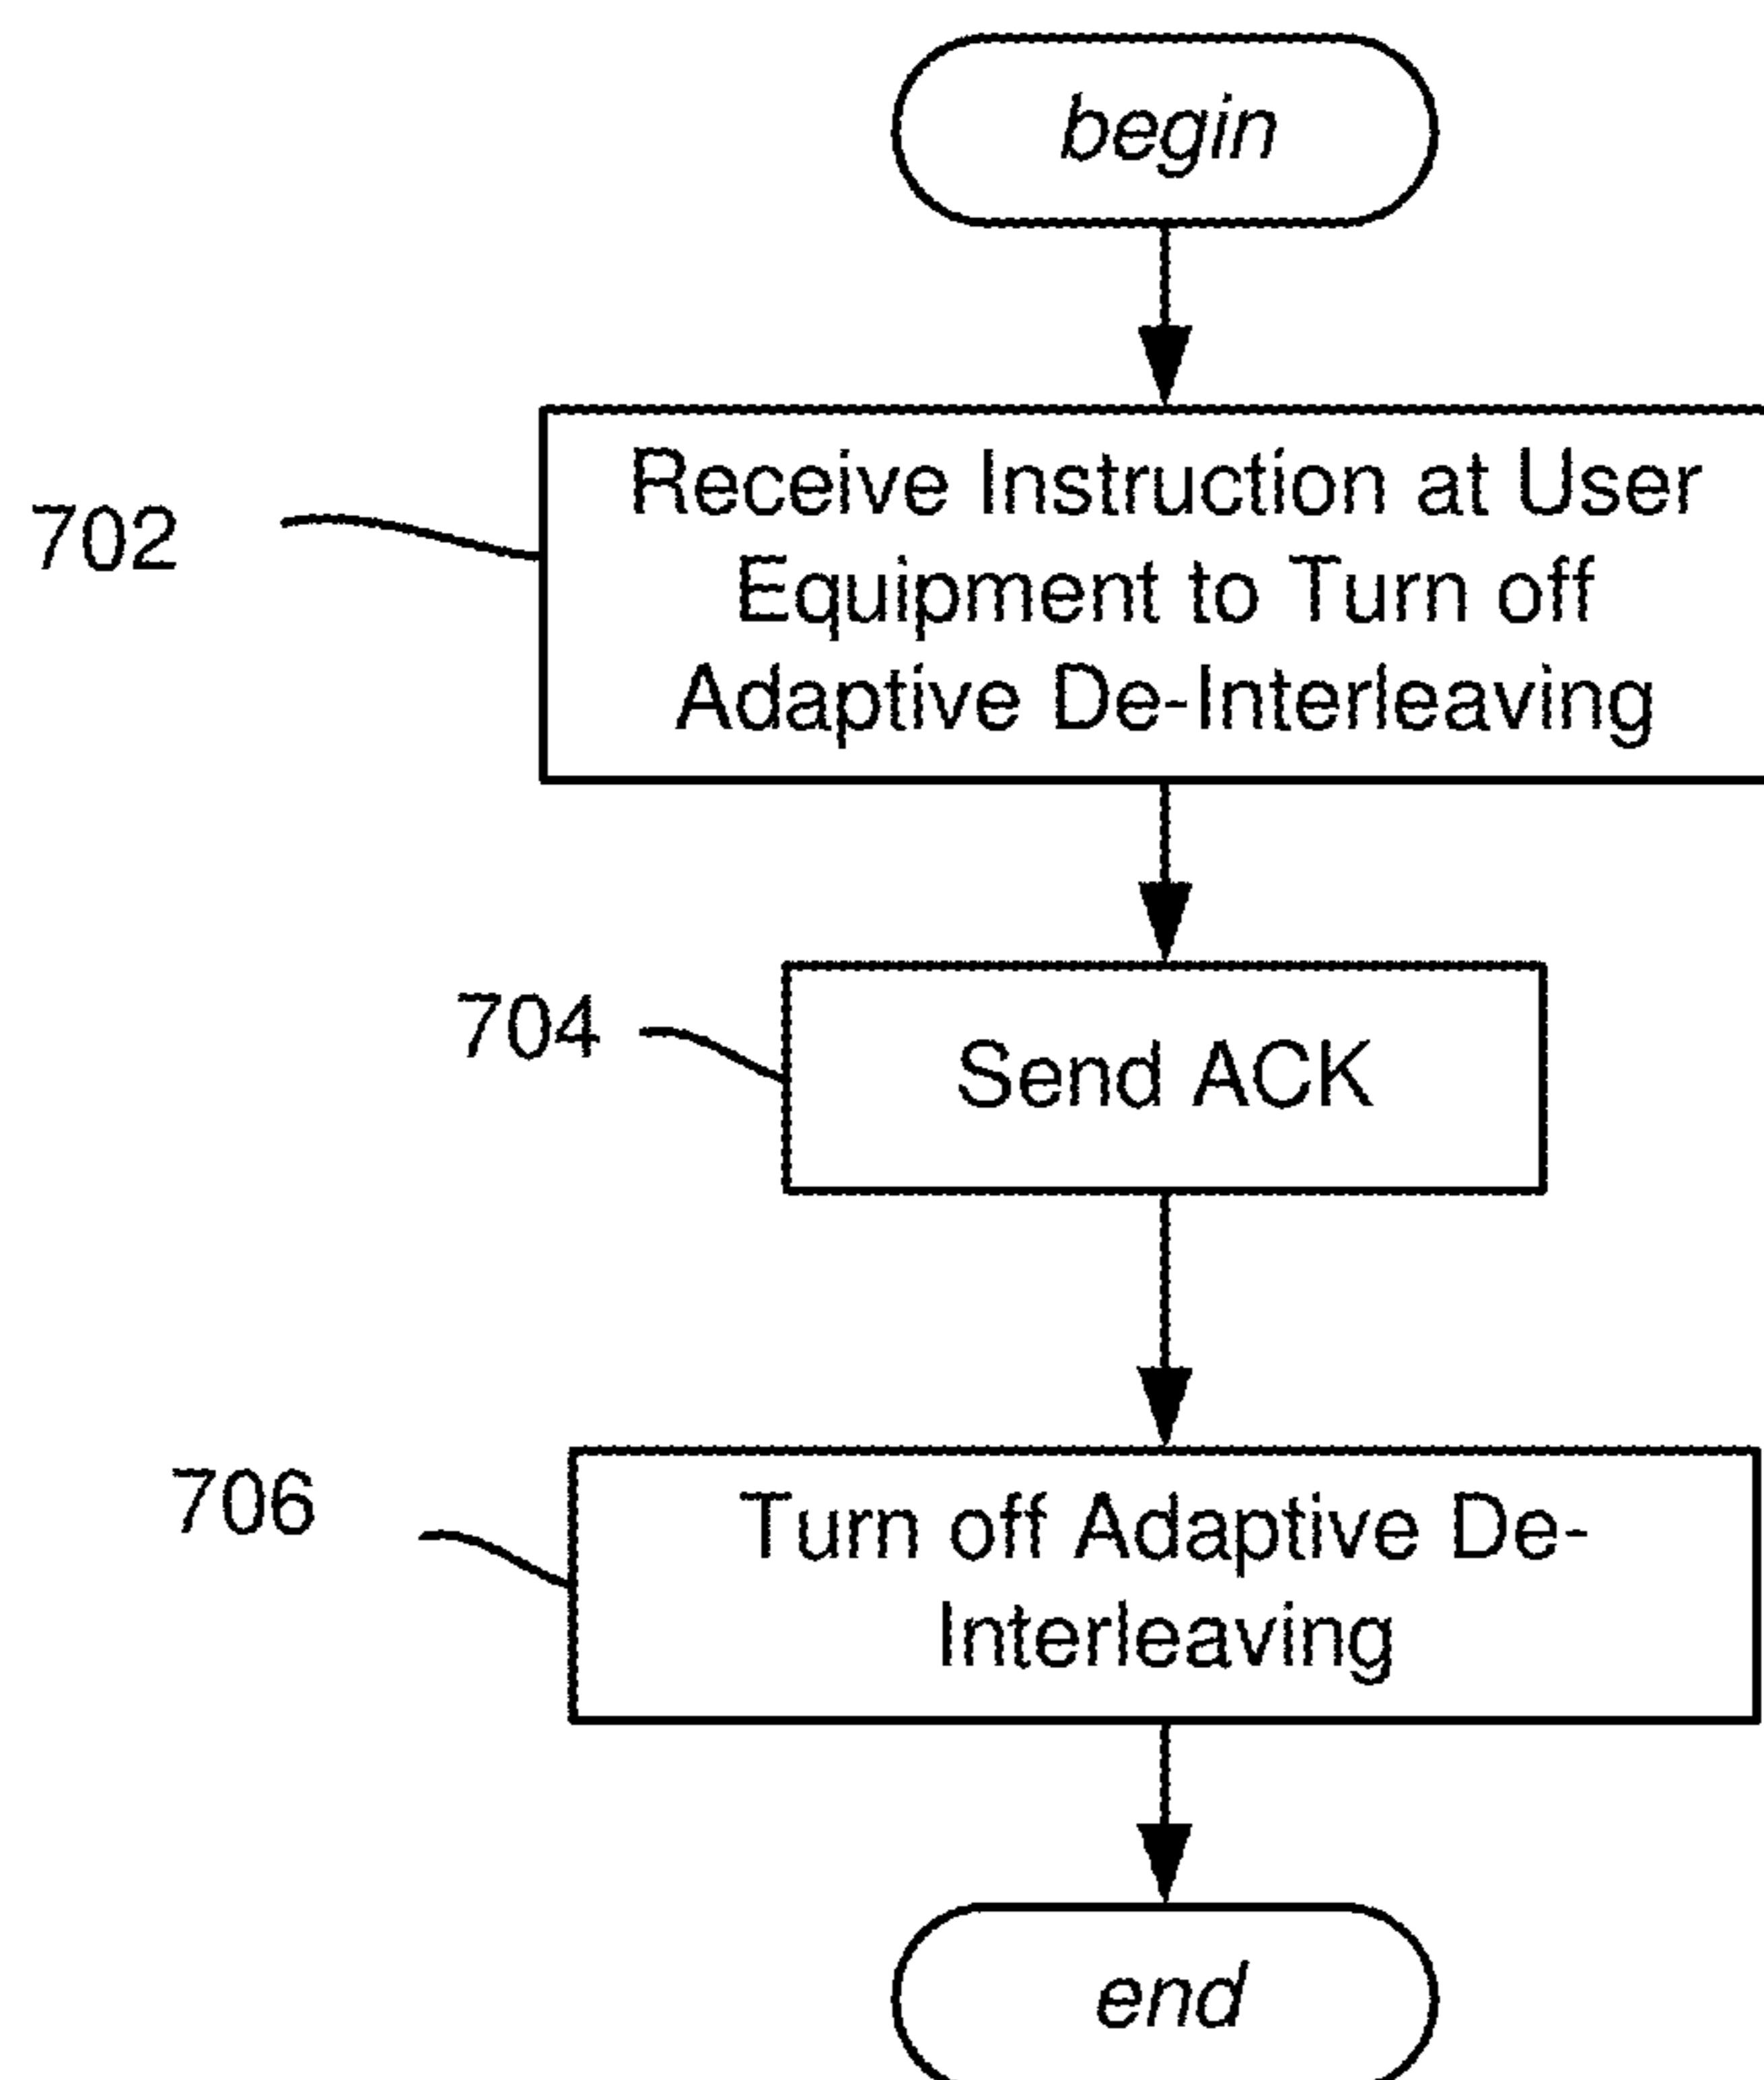 begin
702
Receive Instruction at User
Equipment to Turn off
Adaptive De-Interleaving
704
Send ACK
706
Turn off Adaptive De-
Interleaving
end